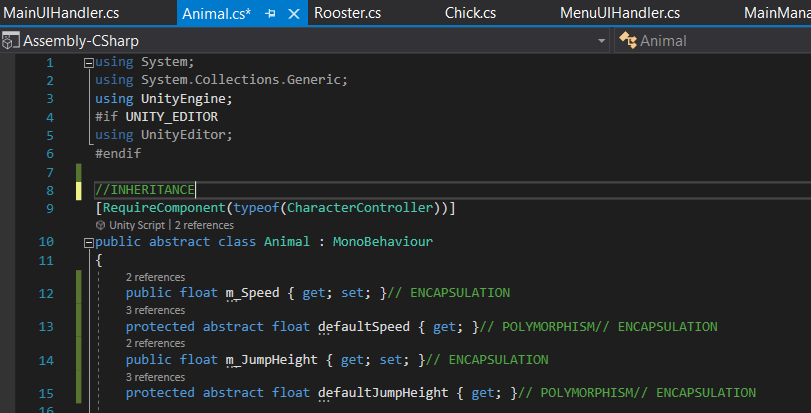 MainUIHandler.cs Animal.cs* Rooster.cs Chick.cs MenuUIHandler.cs MainMana
Assembly-CSharp Animal
1 using System;
2 using System.Collections.Generic;
3 using UnityEngine;
4 #if UNITY_EDITOR
5 using UnityEditor;
6 #endif
7
8 //INHERITANCE
9 [RequireComponent(typeof(CharacterController))]
Unity Script | 2 references
10 public abstract class Animal : MonoBehaviour
11 {
2 references
12 public float m_Speed { get; set; }// ENCAPSULATION
3 references
13 protected abstract float defaultSpeed { get; }// POLYMORPHISM// ENCAPSULATION
2 references
14 public float m_JumpHeight { get; set; }// ENCAPSULATION
3 references
15 protected abstract float defaultJumpHeight { get; }// POLYMORPHISM// ENCAPSULATION